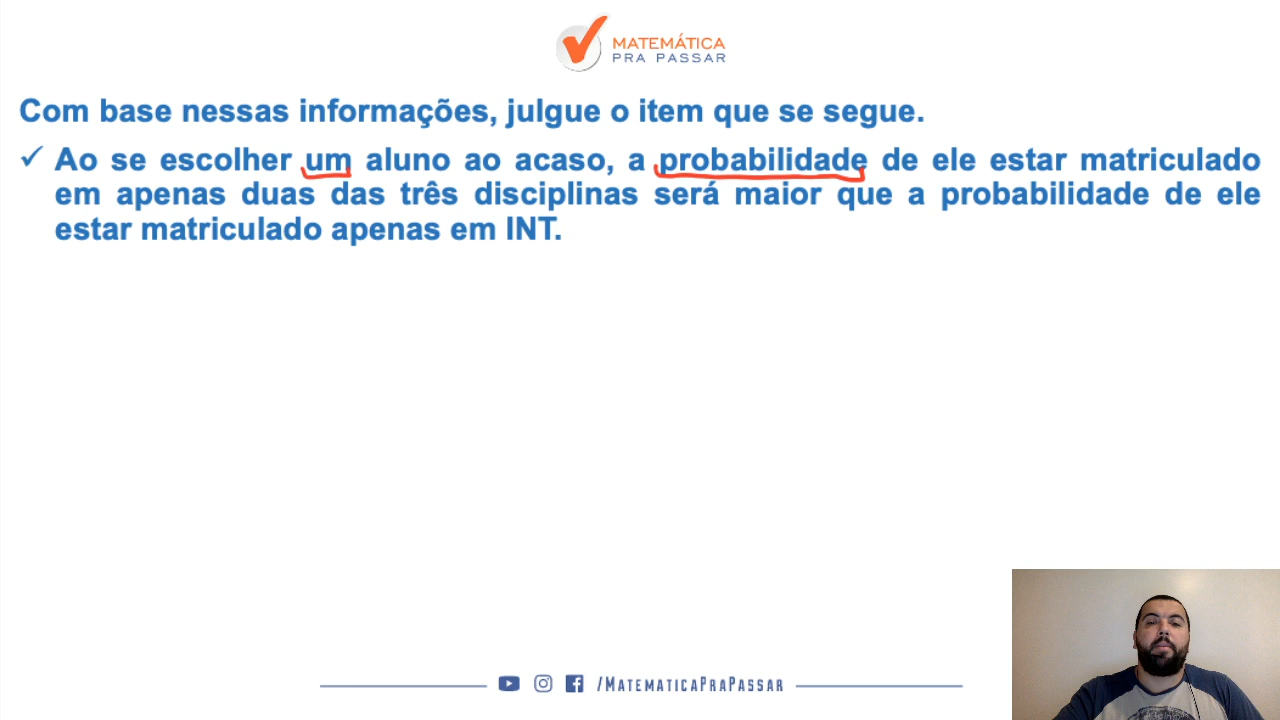 MATEMÁTICA
PRA PASSAR
Com base nessas informações, julgue o item que se segue.
✓ Ao se escolher um aluno ao acaso, a probabilidade de ele estar matriculado
em apenas duas das três disciplinas será maior que a probabilidade de ele
estar matriculado apenas em INT.
/MATEMATICAPRAPASSAR